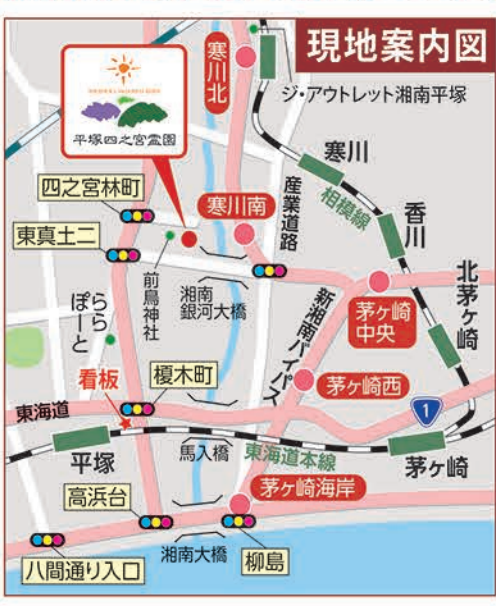 現地案内図
寒川北
ジ・アウトレット湘南平塚
平塚四之宮霊園
寒川
相模線
四之宮林町
寒川南
産業道路
香川
東真土二
前鳥神社
湘南
銀河大橋
北茅ヶ崎
ららぽーと
新湘南バイパス
茅ヶ崎
中央
看板
榎木町
茅ヶ崎西
東海道
1
平塚
馬入橋
東海道本線
茅ヶ崎
高浜台
茅ヶ崎海岸
八間通り入口
湘南大橋
柳島